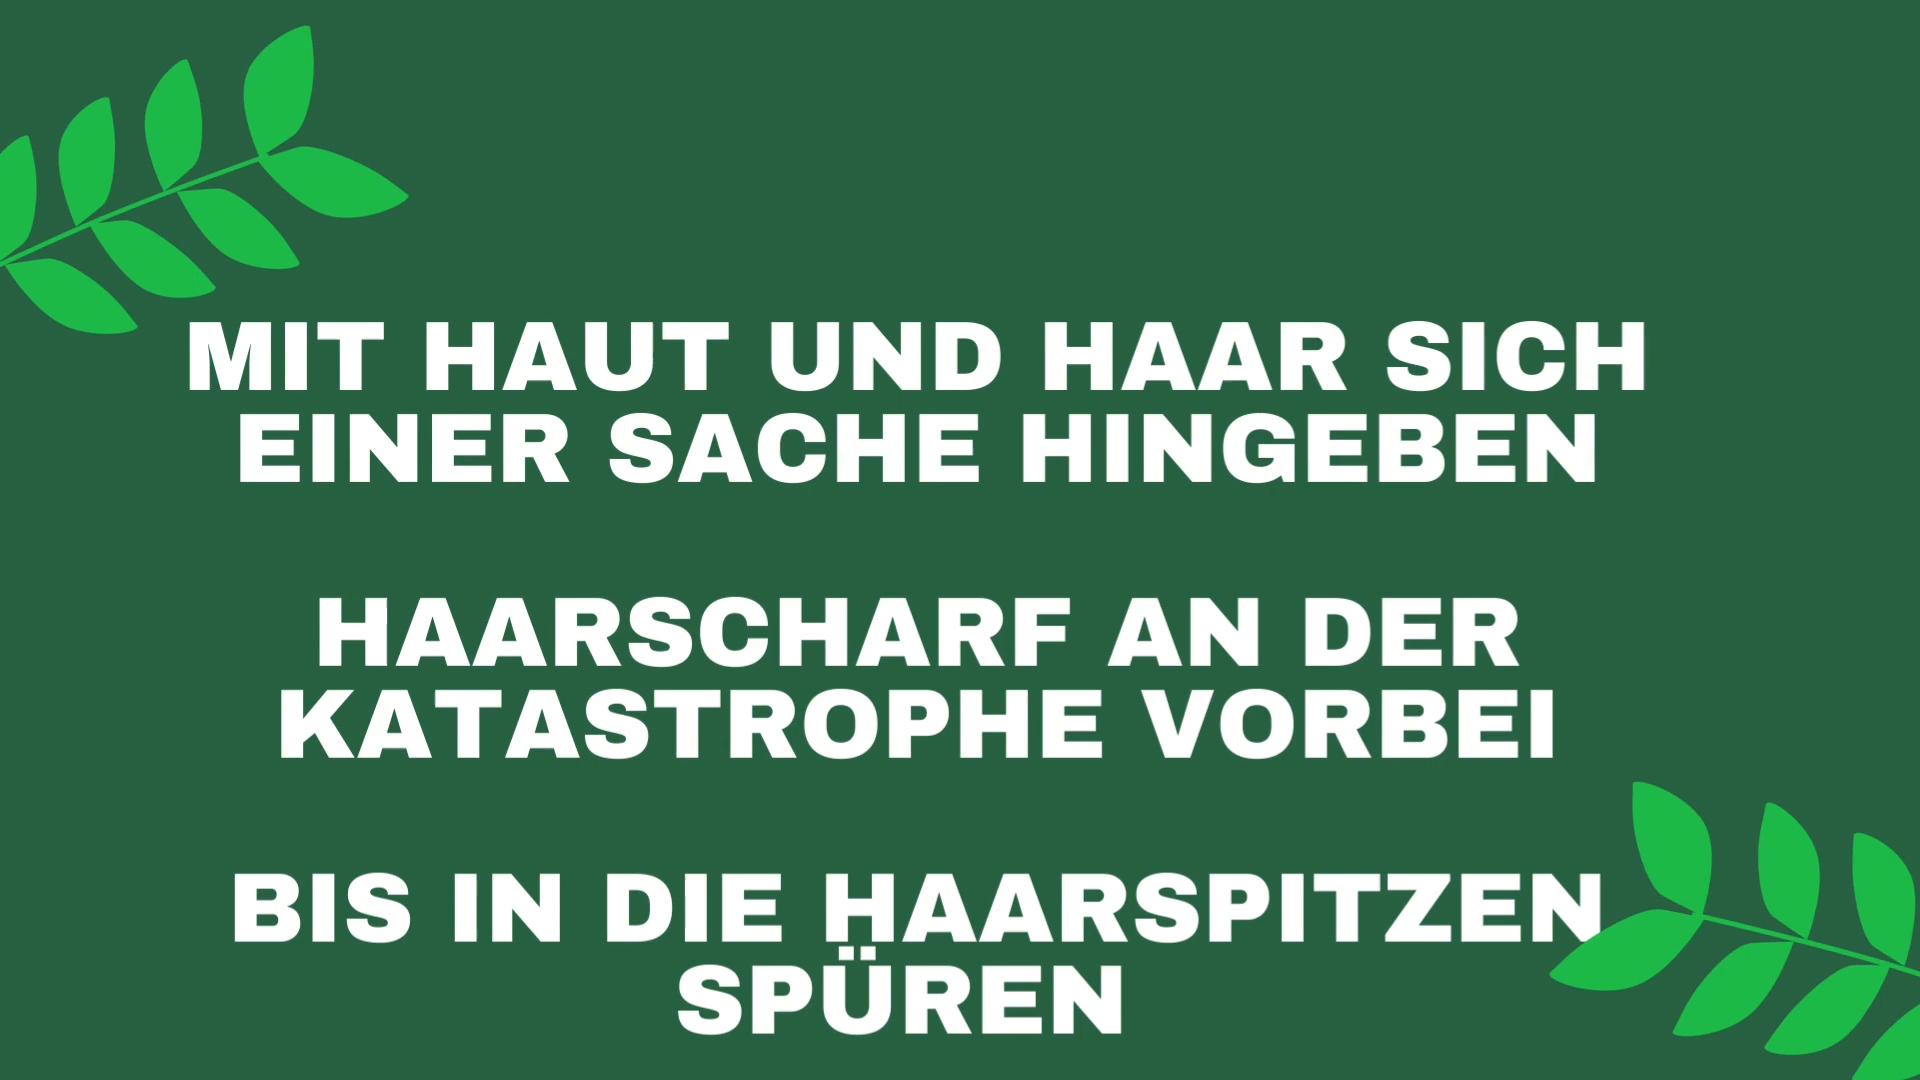 MIT HAUT UND HAAR SICH
EINER SACHE HINGEBEN
HAARSCHARF AN DER
KATASTROPHE VORBEI
BIS IN DIE HAARSPITZEN
SPÜREN